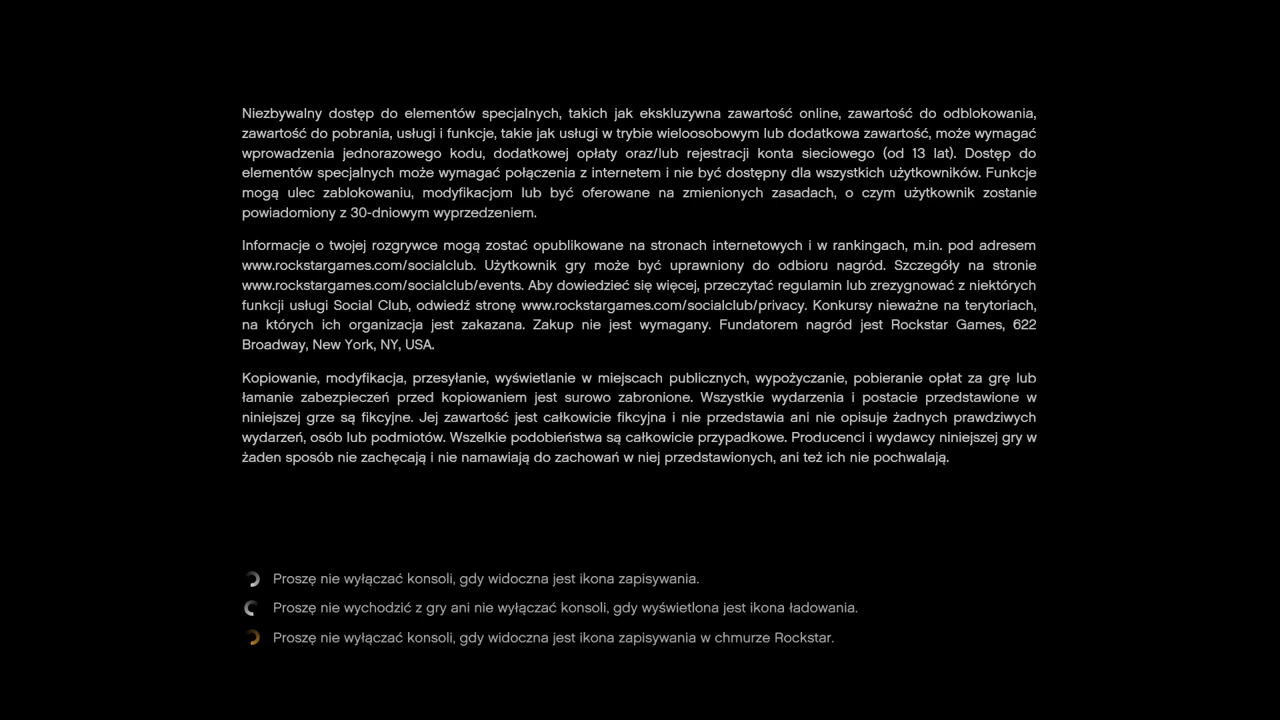 Niezbywalny dostęp do elementów specjalnych, takich jak ekskluzywna zawartość online, zawartość do odblokowania,
zawartość do pobrania, usługi i funkcje, takie jak usługi w trybie wieloosobowym lub dodatkowa zawartość, może wymagać
wprowadzenia jednorazowego kodu, dodatkowej opłaty oraz/lub rejestracji konta sieciowego (od 13 lat). Dostęp do
elementów specjalnych może wymagać połączenia z internetem i nie być dostępny dla wszystkich użytkowników. Funkcje
mogą ulec zablokowaniu, modyfikacjom lub być oferowane na zmienionych zasadach, o czym użytkownik zostanie
powiadomiony z 30-dniowym wyprzedzeniem.
Informacje o twojej rozgrywce mogą zostać opublikowane na stronach internetowych i w rankingach, m.in. pod adresem
www.rockstargames.com/socialclub. Użytkownik gry może być uprawniony do odbioru nagród. Szczegóły na stronie
www.rockstargames.com/socialclub/events. Aby dowiedzieć się więcej, przeczytać regulamin lub zrezygnować z niektórych
funkcji usługi Social Club, odwiedź stronę www.rockstargames.com/socialclub/privacy. Konkursy nieważne na terytoriach,
na których ich organizacja jest zakazana. Zakup nie jest wymagany. Fundatorem nagród jest Rockstar Games, 622
Broadway, New York, NY, USA.
Kopiowanie, modyfikacja, przesyłanie, wyświetlanie w miejscach publicznych, wypożyczanie, pobieranie opłat za grę lub
łamanie zabezpieczeń przed kopiowaniem jest surowo zabronione. Wszystkie wydarzenia i postacie przedstawione w
niniejszej grze są fikcyjne. Jej zawartość jest całkowicie fikcyjna i nie przedstawia ani nie opisuje żadnych prawdziwych
wydarzeń, osób lub podmiotów. Wszelkie podobieństwa są całkowicie przypadkowe. Producenci i wydawcy niniejszej gry w
żaden sposób nie zachęcają i nie namawiają do zachowań w niej przedstawionych, ani też ich nie pochwalają.
Proszę nie wyłączać konsoli, gdy widoczna jest ikona zapisywania.
Proszę nie wychodzić z gry ani nie wyłączać konsoli, gdy wyświetlona jest ikona ładowania.
Proszę nie wyłączać konsoli, gdy widoczna jest ikona zapisywania w chmurze Rockstar.